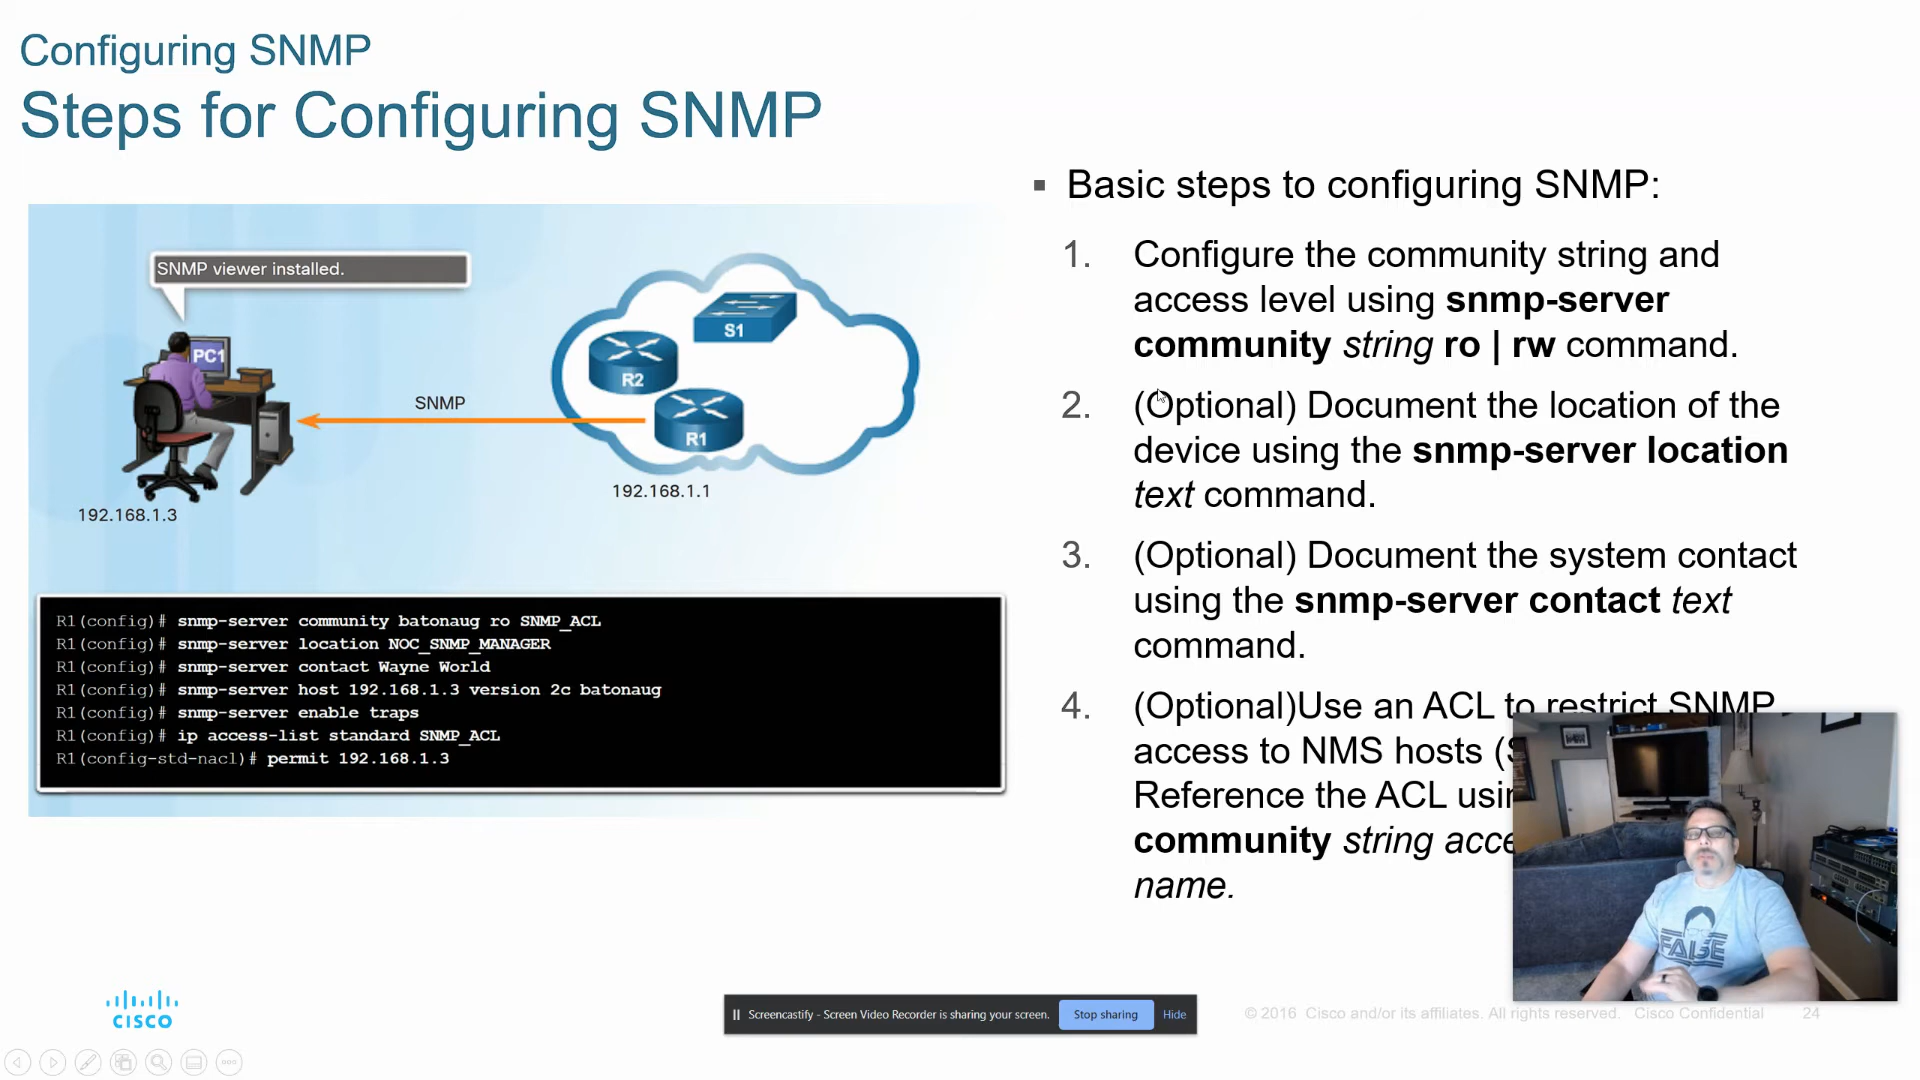 Configuring SNMP
Steps for Configuring SNMP
SNMP viewer installed.
PC1
SNMP
S1
R2
R1
192.168.1.1
192.168.1.3
R1(config)# snmp-server community batonaug ro SNMP_ACL
R1(config)# snmp-server location NOC_SNMP_MANAGER
R1(config)# snmp-server contact Wayne World
R1(config)# snmp-server host 192.168.1.3 version 2c batonaug
R1(config)# snmp-server enable traps
R1(config)# ip access-list standard SNMP_ACL
R1(config-std-nacl)# permit 192.168.1.3
▪ Basic steps to configuring SNMP:
1. Configure the community string and
access level using snmp-server
community string ro | rw command.
2. (Optional) Document the location of the
device using the snmp-server location
text command.
3. (Optional) Document the system contact
using the snmp-server contact text
command.
4. (Optional)Use an ACL to restrict SNMP
access to NMS hosts
Reference the ACL
community string
name.
FALSE
CISCO
Screencastify - Screen Video Recorder is sharing your screen.
Stop sharing
Hide
© 2016 Cisco and/or its affiliates. All rights reserved. Cisco Confidential
24